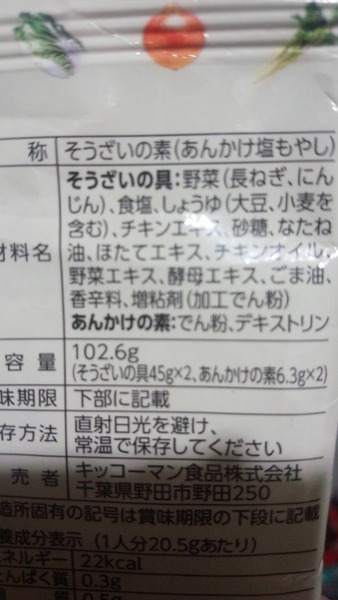 称 そうざいの素(あんかけ塩もやし)
そうざいの具:野菜(長ねぎ、にん
じん)、食塩、しょうゆ(大豆、小麦を
含む)、チキンエキス、砂糖、なたね
材料名 油、ほたてエキス、チキンオイル、
野菜エキス、酵母エキス、ごま油、
香辛料、増粘剤(加工でん粉)
あんかけの素:でん粉、デキストリン
容量 102.6g
(そうざいの具45g×2、あんかけの素6.3g×2)
味期限 下部に記載
存方法 直射日光を避け、
常温で保存してください
売者 キッコーマン食品株式会社
千葉県野田市野田250
造所固有の記号は賞味期限の下段に記載
養成分表示(1人分20.5gあたり)
ネルギー 22kcal
んぱく質 0.3g
質 0.5g